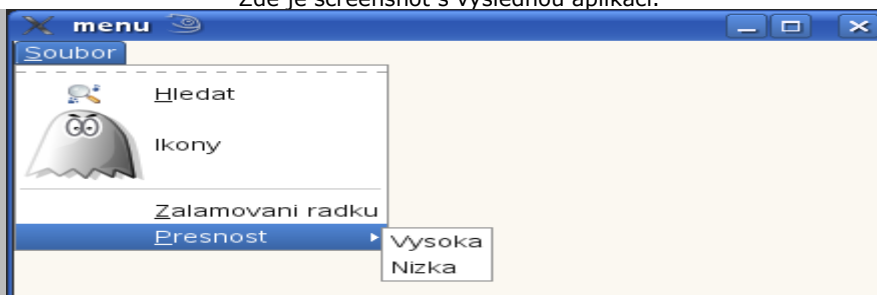 Zde je screenshot s výslednou aplikací.
menu
Soubor
Hledat
Ikony
Zalamovani radku
Presnost
Vysoka
Nizka